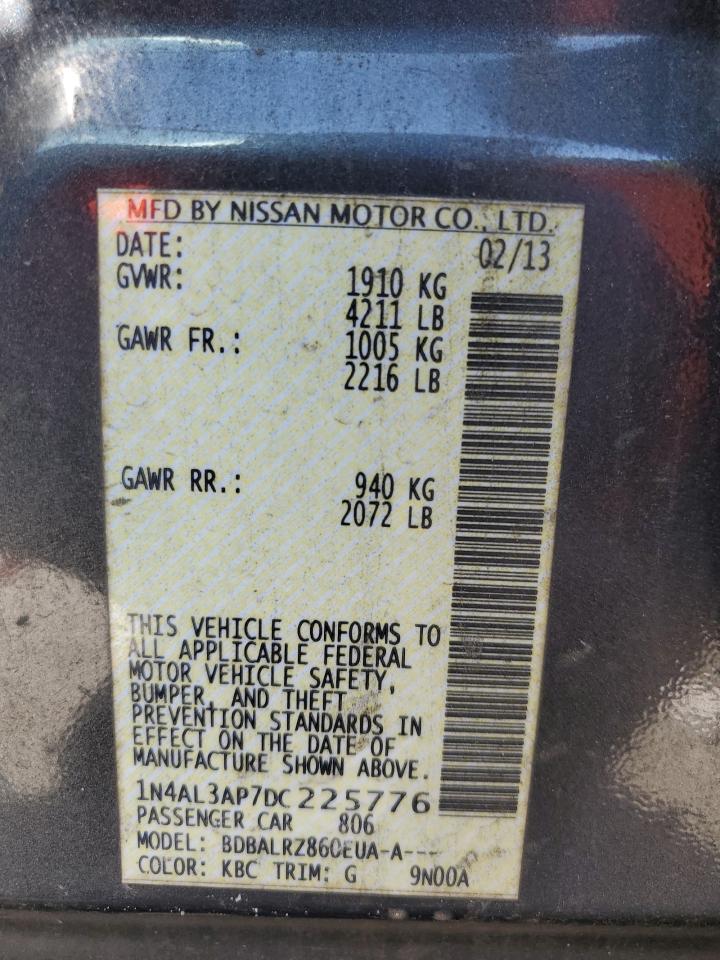 MFD BY NISSAN MOTOR CO., LTD.
DATE: 02/13
GVWR: 1910 KG
4211 LB
GAWR FR.: 1005 KG
2216 LB
GAWR RR.: 940 KG
2072 LB
THIS VEHICLE CONFORMS TO
ALL APPLICABLE FEDERAL
MOTOR VEHICLE SAFETY,
BUMPER, AND THEFT
PREVENTION STANDARDS IN
EFFECT ON THE DATE OF
MANUFACTURE SHOWN ABOVE.
1N4AL3AP7DC225776
PASSENGER CAR 806
MODEL: BDBALRZ860EUA-A---
COLOR: KBC TRIM: G 9N00A